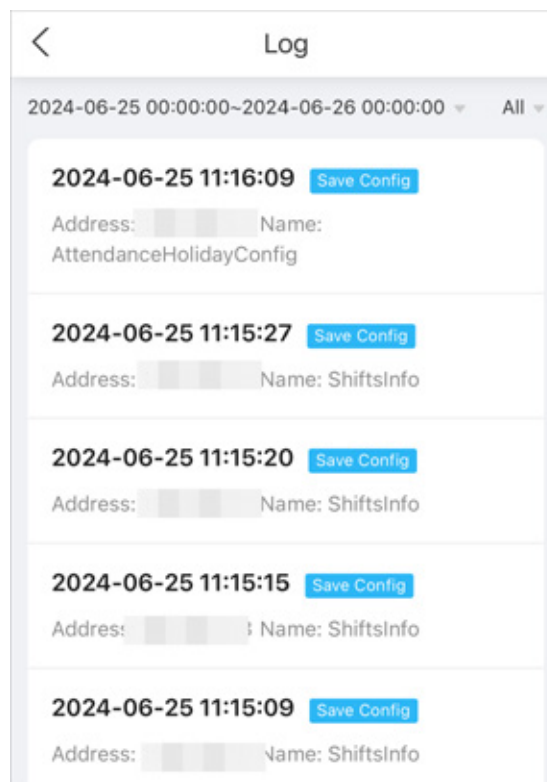 Log
2024-06-25 00:00:00~2024-06-26 00:00:00 All
2024-06-25 11:16:09 Save Config
Address: Name:
AttendanceHolidayConfig
2024-06-25 11:15:27 Save Config
Address: Name: ShiftsInfo
2024-06-25 11:15:20 Save Config
Address: Name: ShiftsInfo
2024-06-25 11:15:15 Save Config
Address Name: ShiftsInfo
2024-06-25 11:15:09 Save Config
Address: Name: ShiftsInfo